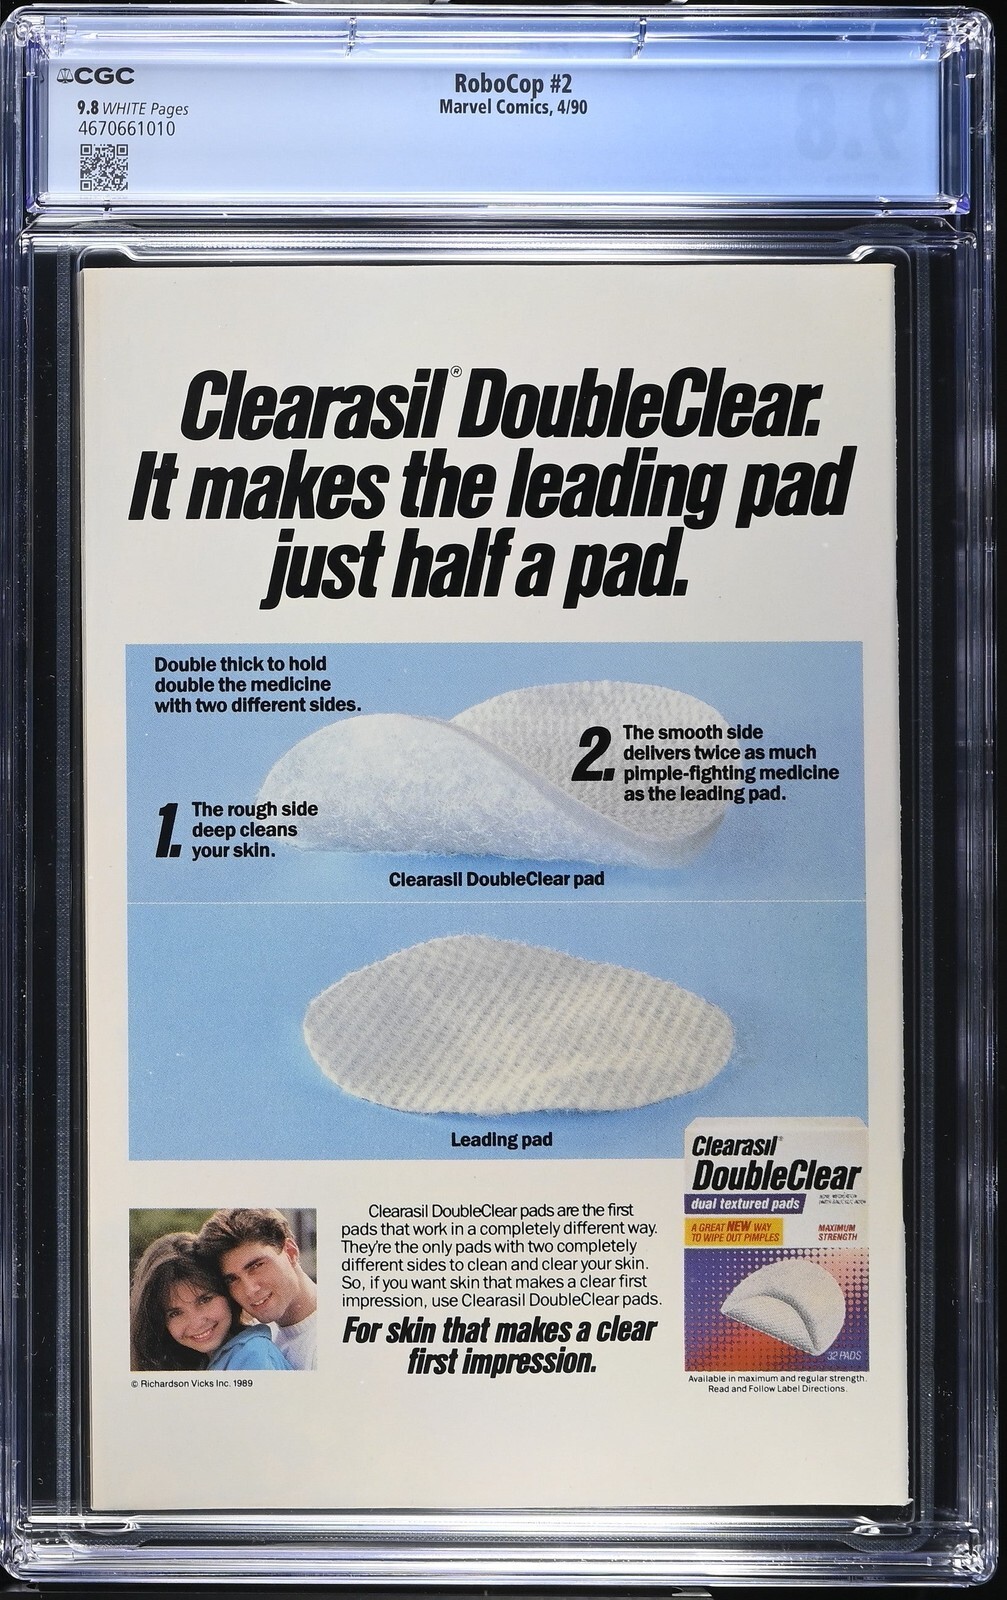 CGC
RoboCop #2
9.8 WHITE Pages
Marvel Comics, 4/90
4670661010
Clearasil® DoubleClear.
It makes the leading pad
just half a pad.
Double thick to hold
double the medicine
with two different sides.
2. The smooth side
delivers twice as much
pimple-fighting medicine
as the leading pad.
1. The rough side
deep cleans
your skin.
Clearasil DoubleClear pad
Leading pad
Clearasil®
DoubleClear
dual textured pads
A GREAT NEW WAY
TO WIPE OUT PIMPLES
MAXIMUM
STRENGTH
32 PADS
Clearasil DoubleClear pads are the first
pads that work in a completely different way.
They're the only pads with two completely
different sides to clean and clear your skin.
So, if you want skin that makes a clear first
impression, use Clearasil DoubleClear pads.
For skin that makes a clear
first impression.
© Richardson Vicks Inc. 1989
Available in maximum and regular strength.
Read and Follow Label Directions.